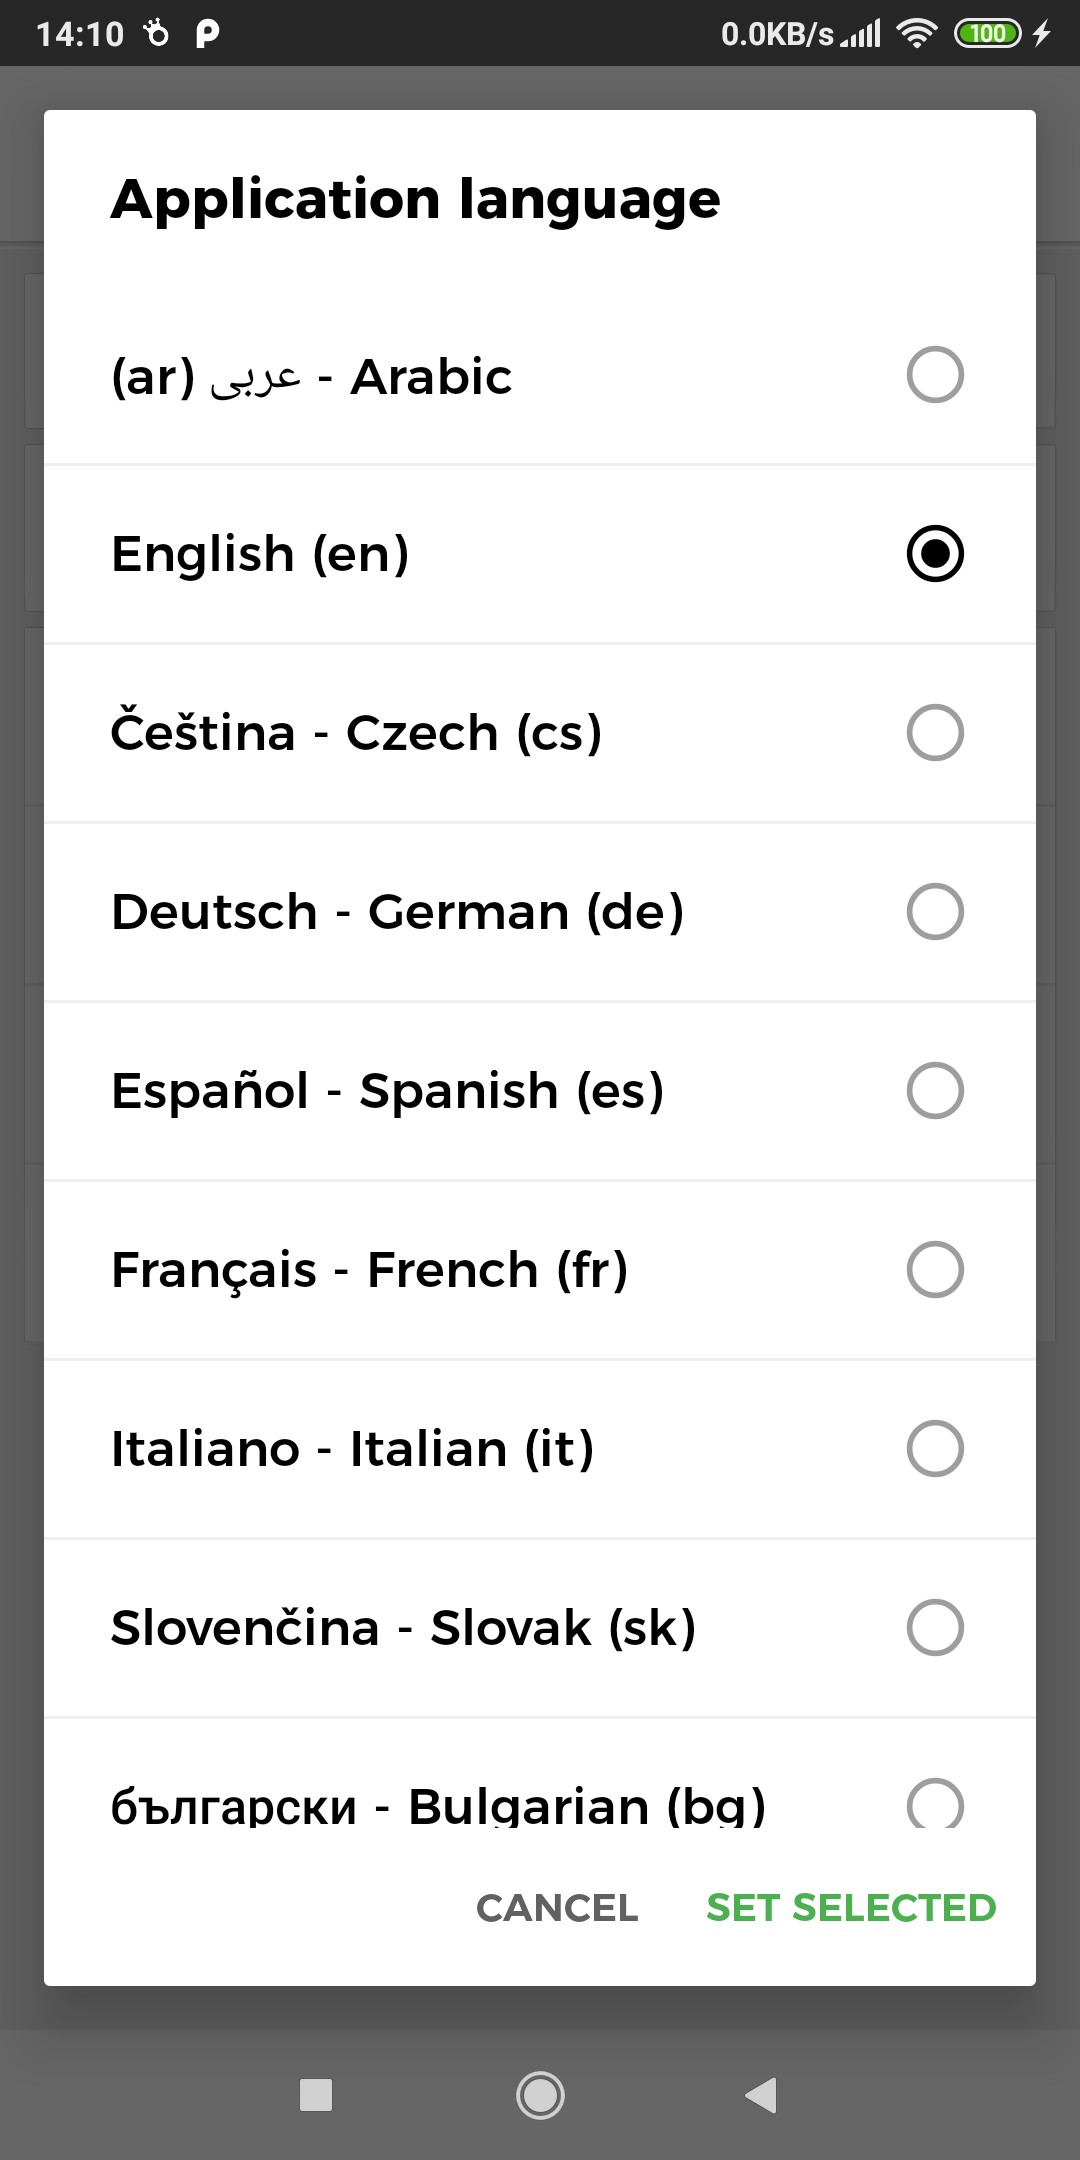 14:10 0.0KB/s 100
Application language
(ar) عربى - Arabic
English (en)
Čeština - Czech (cs)
Deutsch - German (de)
Español - Spanish (es)
Français - French (fr)
Italiano - Italian (it)
Slovenčina - Slovak (sk)
български - Bulgarian (bg)
CANCEL SET SELECTED